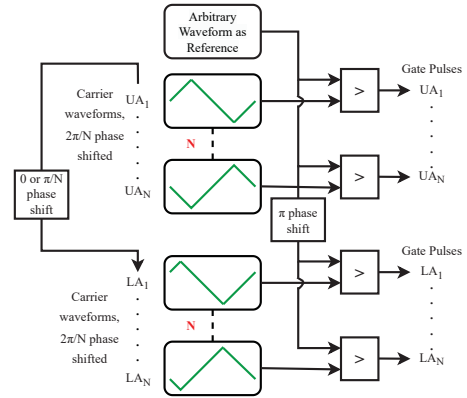 Arbitrary
Waveform as
Reference
Gate Pulses
Carrier
waveforms,
2π/N phase
shifted
UA1
UAN
N
>
UA1
>
UAN
0 or π/N
phase
shift
π phase
shift
Gate Pulses
Carrier
waveforms,
2π/N phase
shifted
LA1
LAN
N
>
LA1
>
LAN